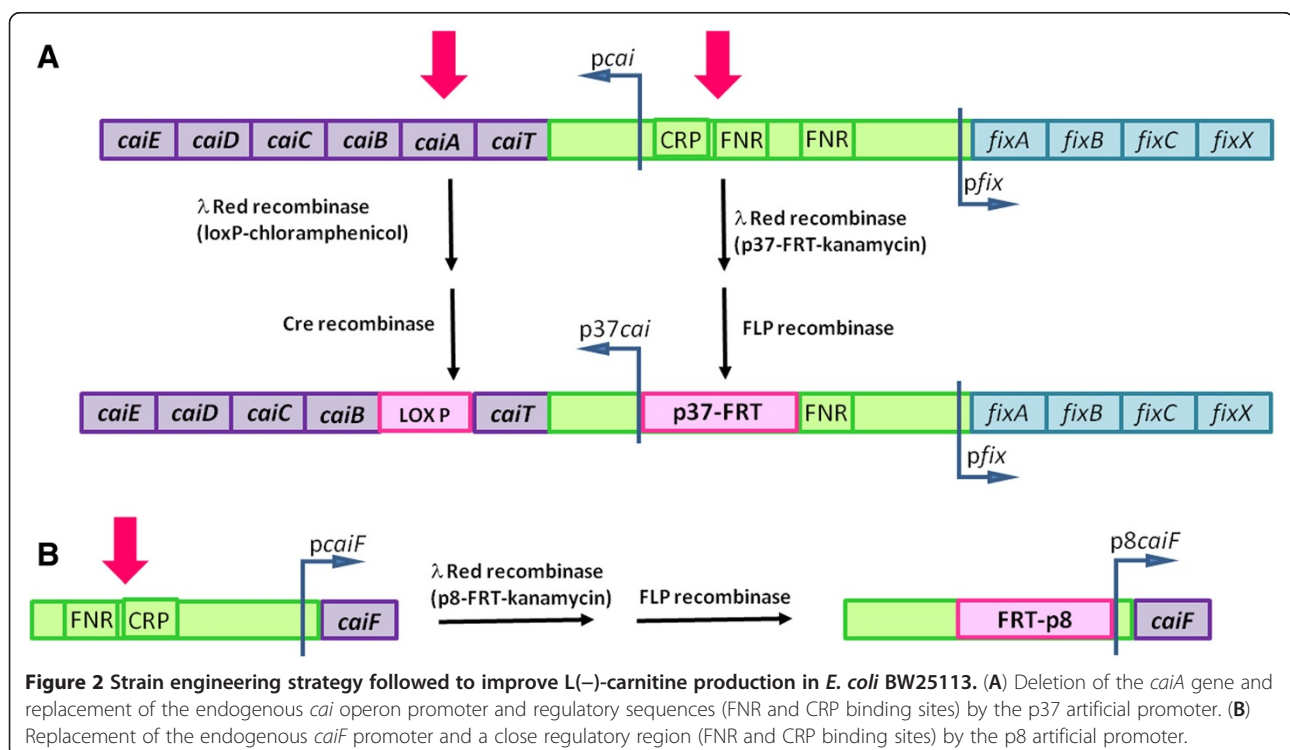 A
pcai
caiE caiD caiC caiB caiA caiT CRP FNR FNR fixA fixB fixC fixX
pfix
λ Red recombinase
(loxP-chloramphenicol)
λ Red recombinase
(p37-FRT-kanamycin)
Cre recombinase
FLP recombinase
p37cai
caiE caiD caiC caiB LOX P caiT p37-FRT FNR fixA fixB fixC fixX
pfix
B
pcaiF
FNR CRP caiF
λ Red recombinase
(p8-FRT-kanamycin)
FLP recombinase
p8caiF
FRT-p8 caiF
Figure 2 Strain engineering strategy followed to improve L(−)-carnitine production in E. coli BW25113. (A) Deletion of the caiA gene and
replacement of the endogenous cai operon promoter and regulatory sequences (FNR and CRP binding sites) by the p37 artificial promoter. (B)
Replacement of the endogenous caiF promoter and a close regulatory region (FNR and CRP binding sites) by the p8 artificial promoter.